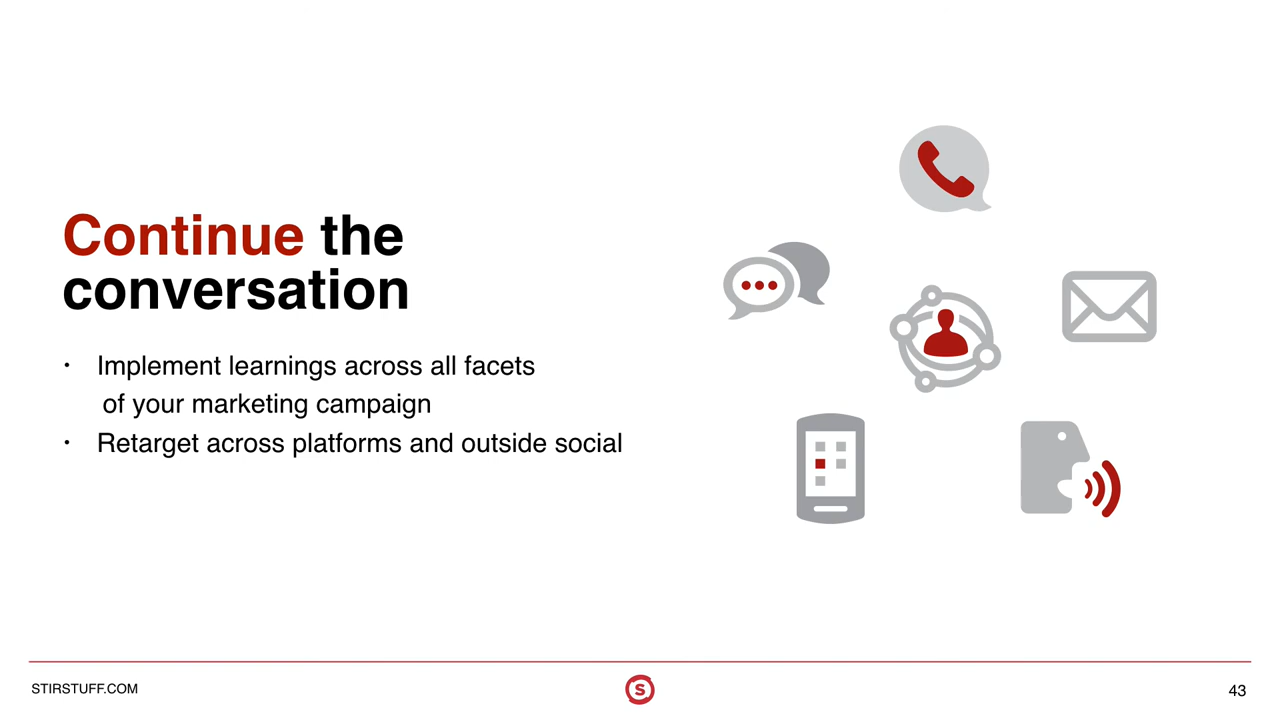 Continue the
conversation
• Implement learnings across all facets
of your marketing campaign
• Retarget across platforms and outside social
STIRSTUFF.COM
S
43